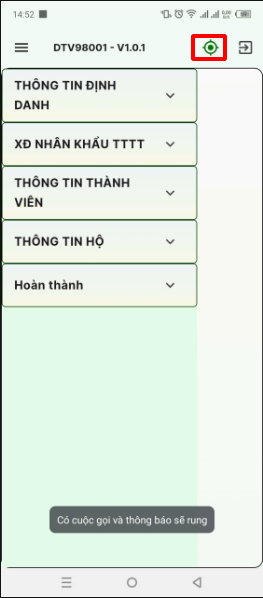 14:52
DTV98001 - V1.0.1
THÔNG TIN ĐỊNH
DANH
XĐ NHÂN KHẨU TTTT
THÔNG TIN THÀNH
VIÊN
THÔNG TIN HỘ
Hoàn thành
Có cuộc gọi và thông báo sẽ rung